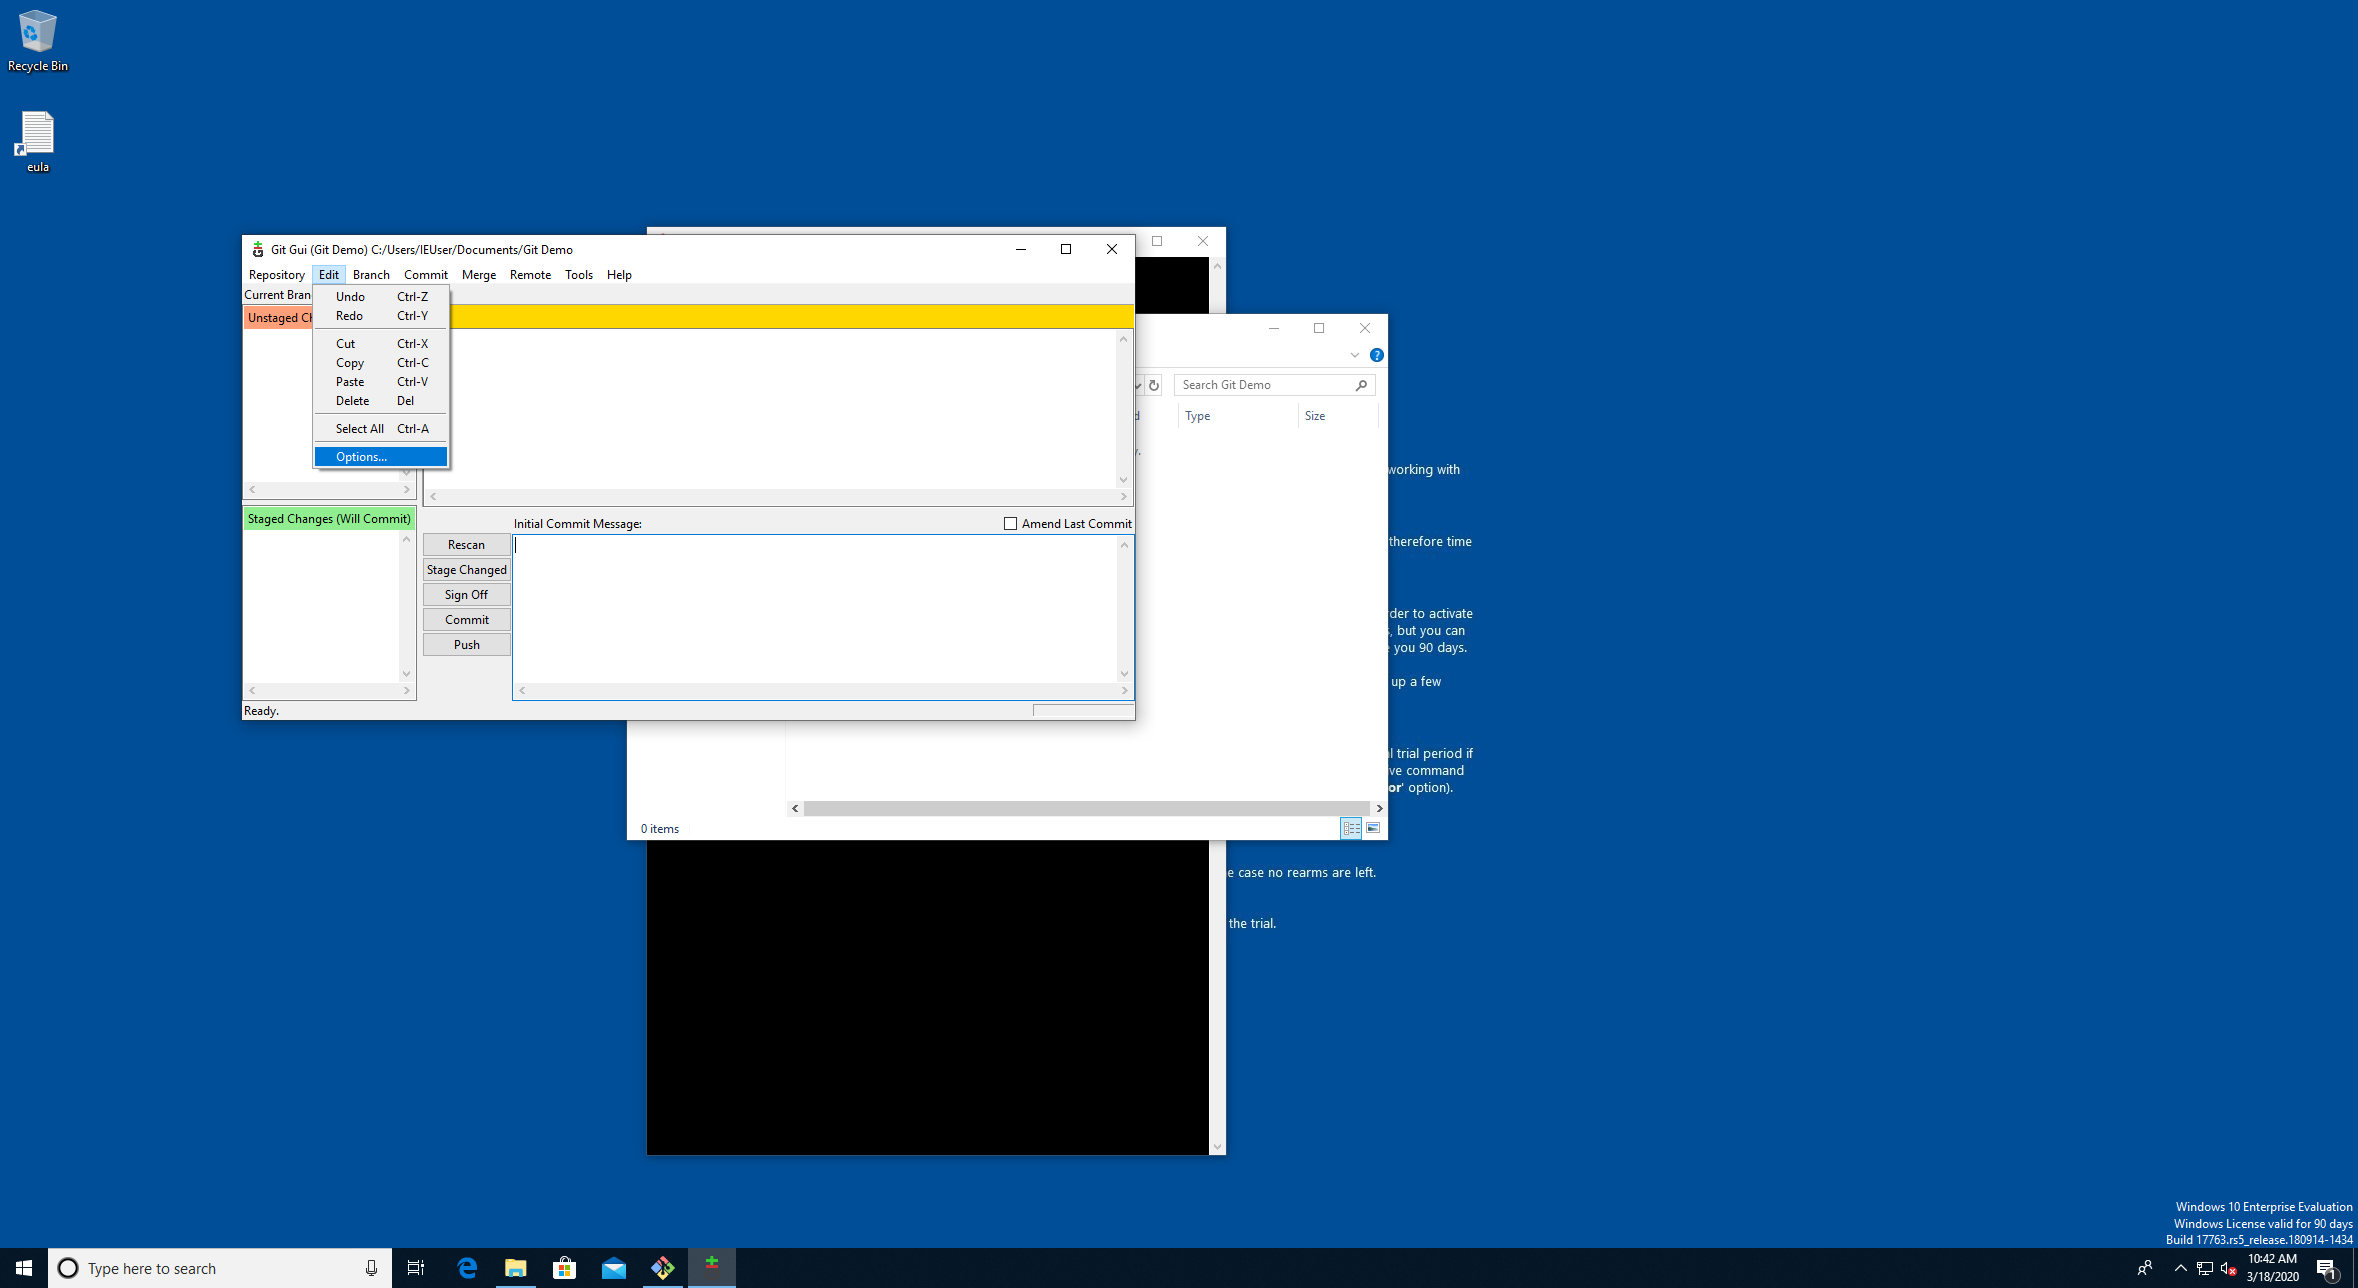 Recycle Bin
eula
Git Gui (Git Demo) C:/Users/IEUser/Documents/Git Demo
Repository Edit Branch Commit Merge Remote Tools Help
Current Bran
Unstaged Ch
Undo Ctrl-Z
Redo Ctrl-Y
Cut Ctrl-X
Copy Ctrl-C
Paste Ctrl-V
Delete Del
Select All Ctrl-A
Options...
Staged Changes (Will Commit)
Initial Commit Message:
Amend Last Commit
Rescan
Stage Changed
Sign Off
Commit
Push
Ready.
Search Git Demo
Type Size
0 items
working with
therefore time
der to activate
, but you can
you 90 days.
up a few
trial period if
ve command
or' option).
e case no rearms are left.
the trial.
Windows 10 Enterprise Evaluation
Windows License valid for 90 days
Build 17763.rs5_release.180914-1434
Type here to search
10:42 AM
3/18/2020
1